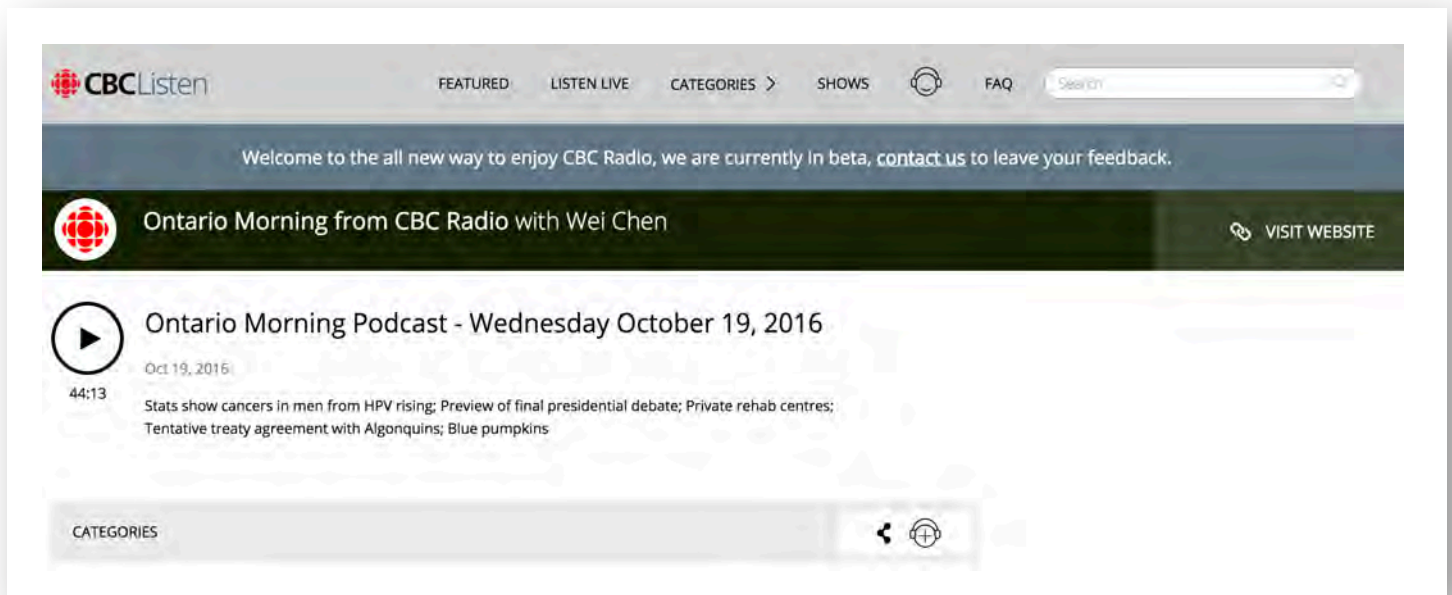 CBCListen FEATURED LISTEN LIVE CATEGORIES > SHOWS FAQ Search
Welcome to the all new way to enjoy CBC Radio, we are currently in beta, contact us to leave your feedback.
Ontario Morning from CBC Radio with Wei Chen
VISIT WEBSITE
Ontario Morning Podcast - Wednesday October 19, 2016
Oct 19, 2016
44:13
Stats show cancers in men from HPV rising; Preview of final presidential debate; Private rehab centres;
Tentative treaty agreement with Algonquins; Blue pumpkins
CATEGORIES